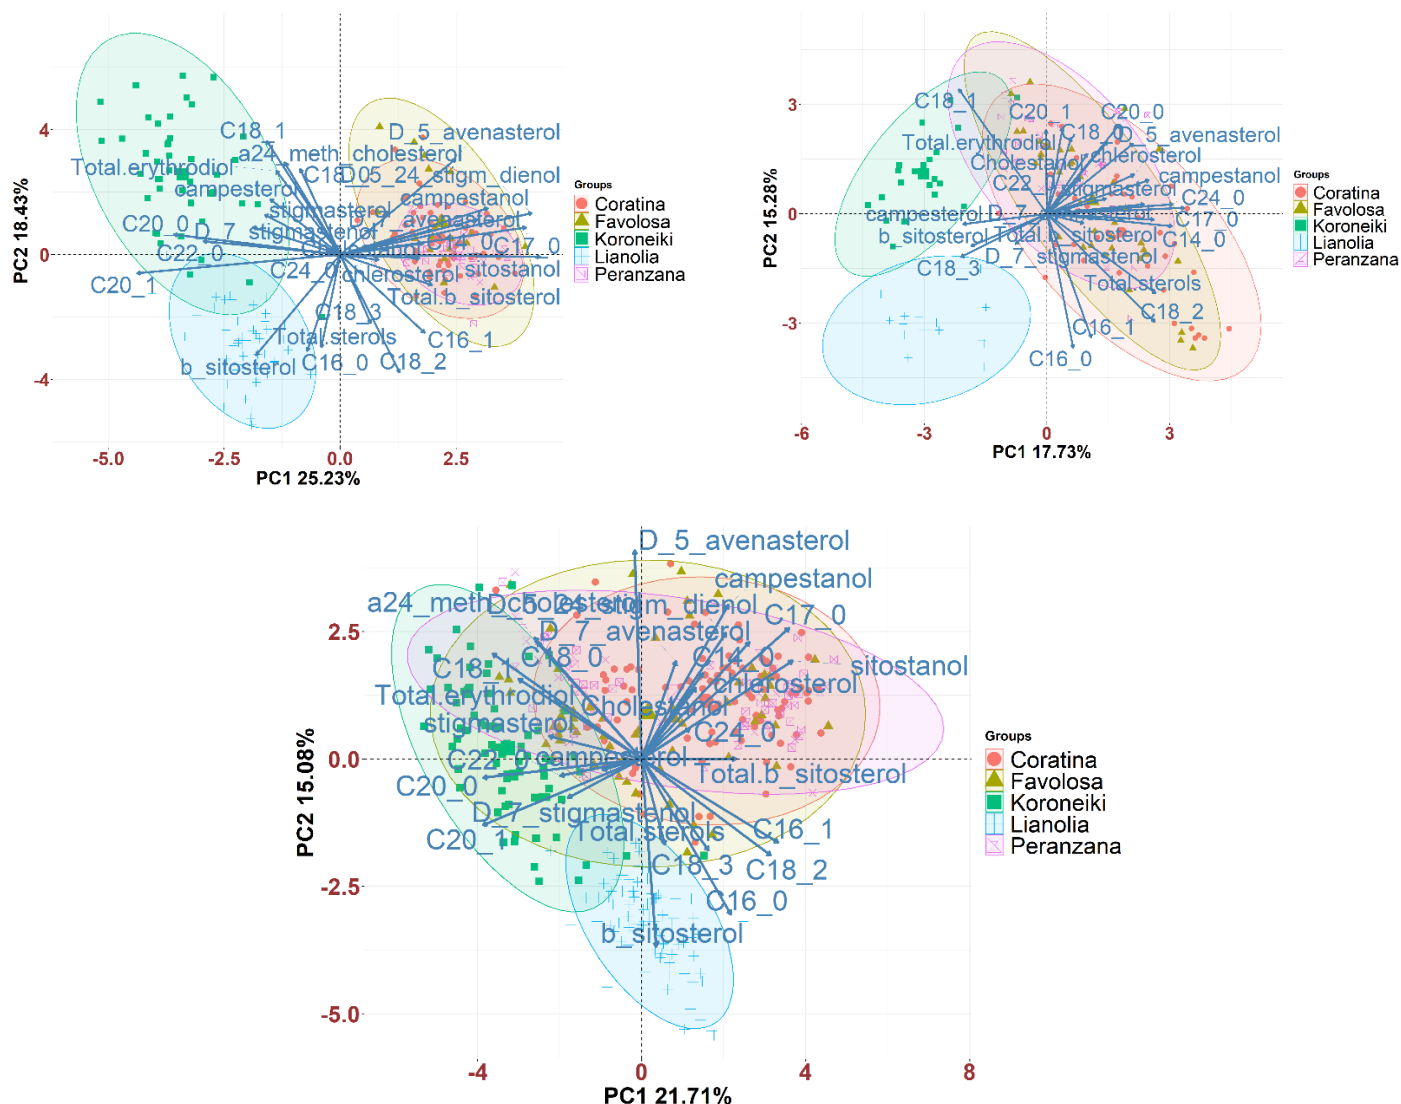 C18_1
D_5_avenasterol
a24_meth_cholesterol
Total.erythrodiol
C18_0
D5_24_stigm_dienol
campesterol
campestanol
stigmasterol
avenasterol
C20_0
D_7_stigmastenol
C14_0
C17_0
C22_0
C24_0
chlerosterol
sitostanol
C20_1
Total.b_sitosterol
C18_3
Total.sterols
C16_1
b_sitosterol
C16_0
C18_2
4
0
-4
PC2 18.43%
-5.0
-2.5
0.0
2.5
PC1 25.23%
Groups
Coratina
Favolosa
Koroneiki
Lianolia
Peranzana
C18_1
C20_1
C20_0
Total.erythrodiol
C18_0
D_5_avenasterol
Cholestanol
chlerosterol
C22_0
stigmasterol
campestanol
C24_0
campesterol
C17_0
b_sitosterol
Total.b_sitosterol
C14_0
C18_3
D_7_stigmastenol
Total.sterols
C18_2
C16_1
C16_0
3
0
-3
PC2 15.28%
-6
-3
0
3
PC1 17.73%
Groups
Coratina
Favolosa
Koroneiki
Lianolia
Peranzana
D_5_avenasterol
campestanol
a24_meth_cholesterol
D_5_24_stigm_dienol
C17_0
D_7_avenasterol
C18_1
C18_0
C14_0
sitostanol
Total.erythrodiol
Cholestanol
chlerosterol
stigmasterol
C24_0
C22_0
campesterol
C20_0
Total.b_sitosterol
D_7_stigmastenol
C20_1
Total.sterols
C16_1
C18_3
C18_2
C16_0
b_sitosterol
2.5
0.0
-2.5
-5.0
PC2 15.08%
-4
0
4
8
PC1 21.71%
Groups
Coratina
Favolosa
Koroneiki
Lianolia
Peranzana